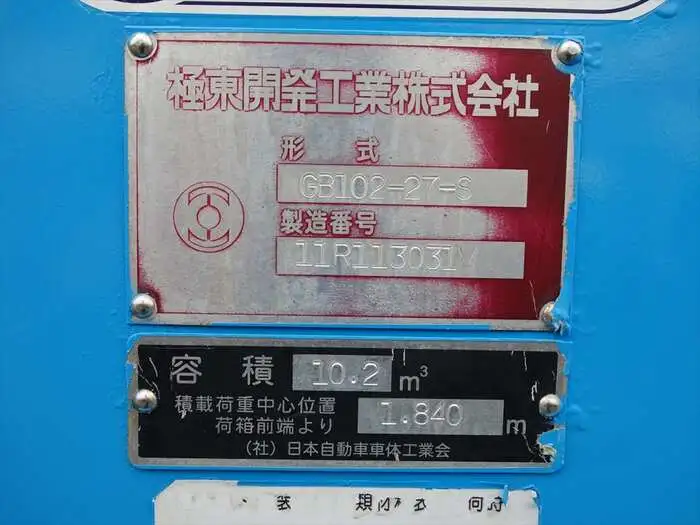 極東開発工業株式会社
形式
GB102-27-S
製造番号
11R113031
容積 10.2 m³
積載荷重中心位置
荷箱前端より 1.840 m
(社)日本自動車車体工業会